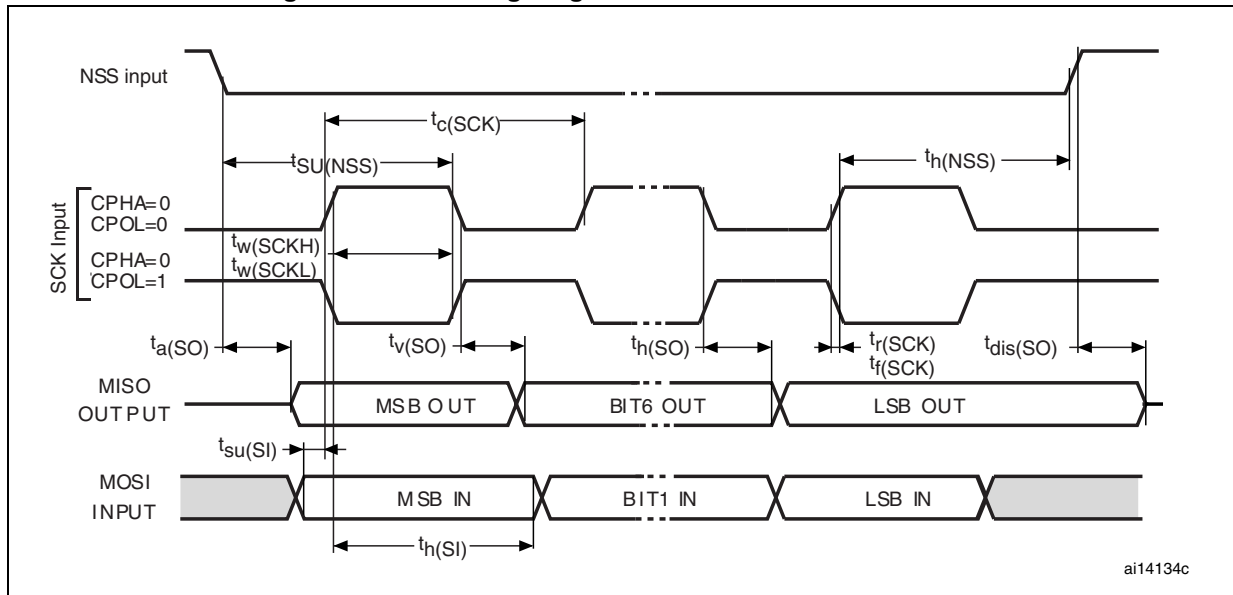 NSS input
tc(SCK)
tSU(NSS)
th(NSS)
SCK Input
CPHA=0
CPOL=0
tw(SCKH)
CPHA=0
tw(SCKL)
CPOL=1
ta(SO)
tv(SO)
th(SO)
tr(SCK)
tf(SCK)
tdis(SO)
MISO
OUTPUT
MSB OUT
BIT6 OUT
LSB OUT
tsu(SI)
MOSI
INPUT
MSB IN
BIT1 IN
LSB IN
th(SI)
ai14134c